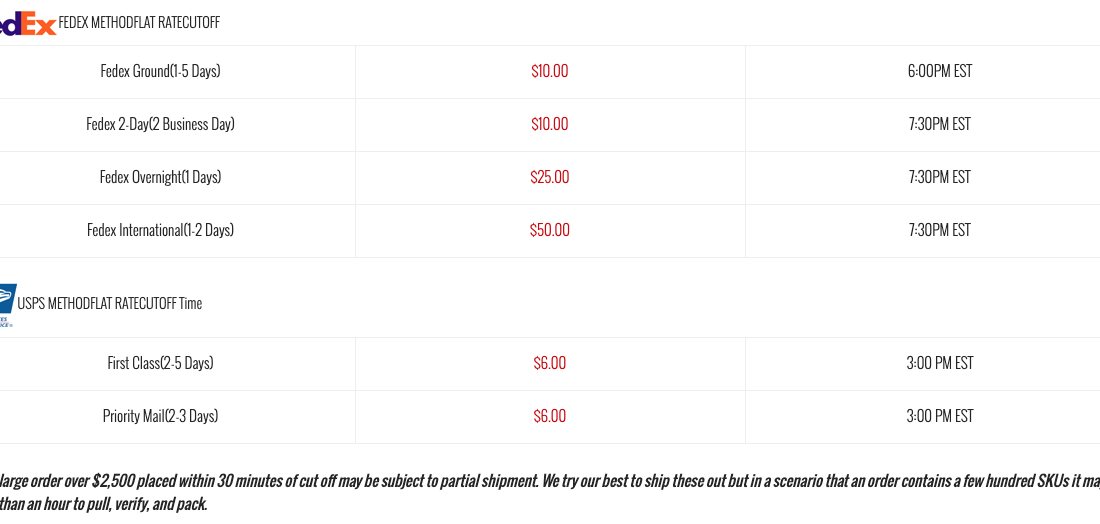 edEx FEDEX METHODFLAT RATECUTOFF
Fedex Ground(1-5 Days) $10.00 6:00PM EST
Fedex 2-Day(2 Business Day) $10.00 7:30PM EST
Fedex Overnight(1 Days) $25.00 7:30PM EST
Fedex International(1-2 Days) $50.00 7:30PM EST
USPS METHODFLAT RATECUTOFF Time
First Class(2-5 Days) $6.00 3:00 PM EST
Priority Mail(2-3 Days) $6.00 3:00 PM EST
large order over $2,500 placed within 30 minutes of cut off may be subject to partial shipment. We try our best to ship these out but in a scenario that an order contains a few hundred SKUs it may
than an hour to pull, verify, and pack.